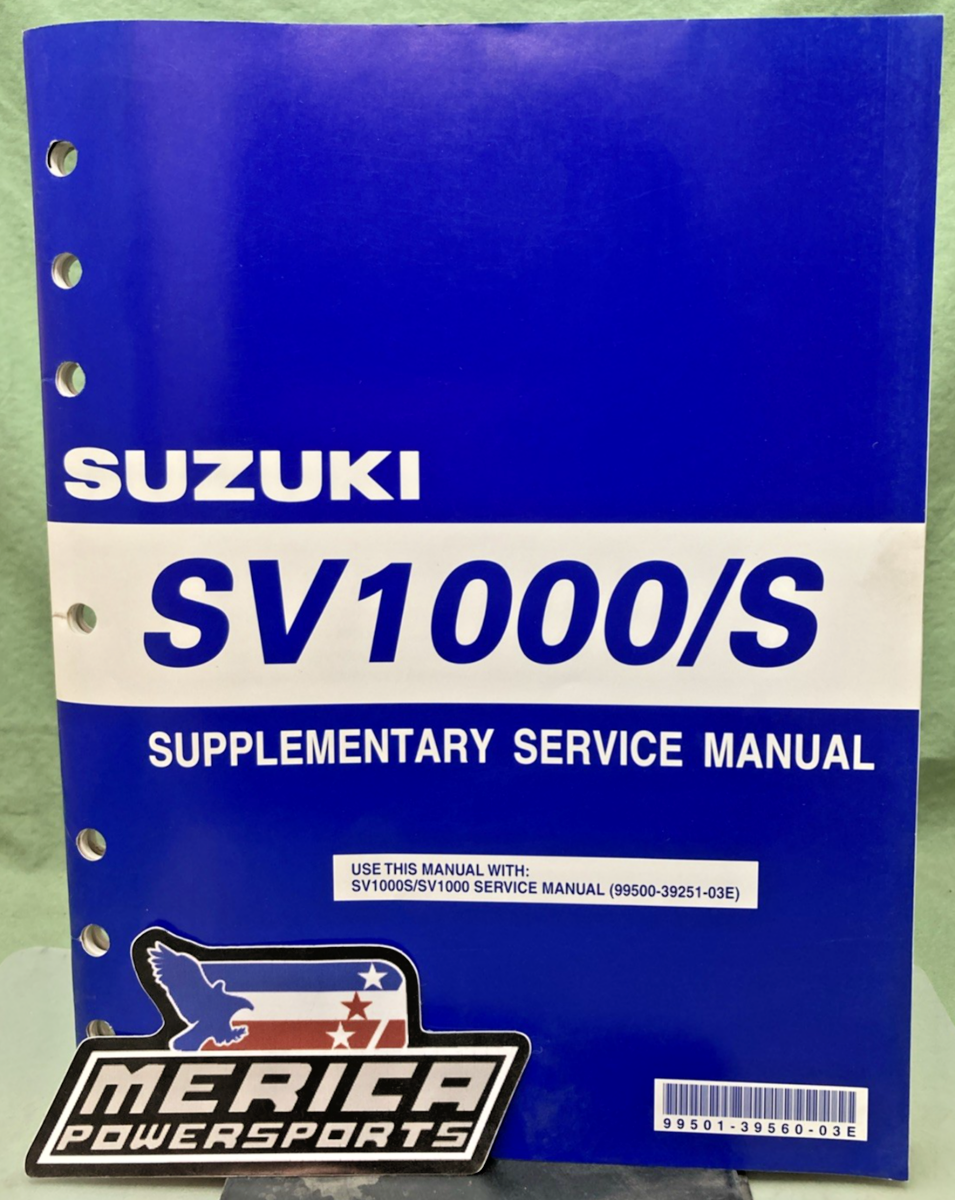 SUZUKI
SV1000/S
SUPPLEMENTARY SERVICE MANUAL
USE THIS MANUAL WITH:
SV1000S/SV1000 SERVICE MANUAL (99500-39251-03E)
MERICA
POWERSPORTS
99501-39560-03E